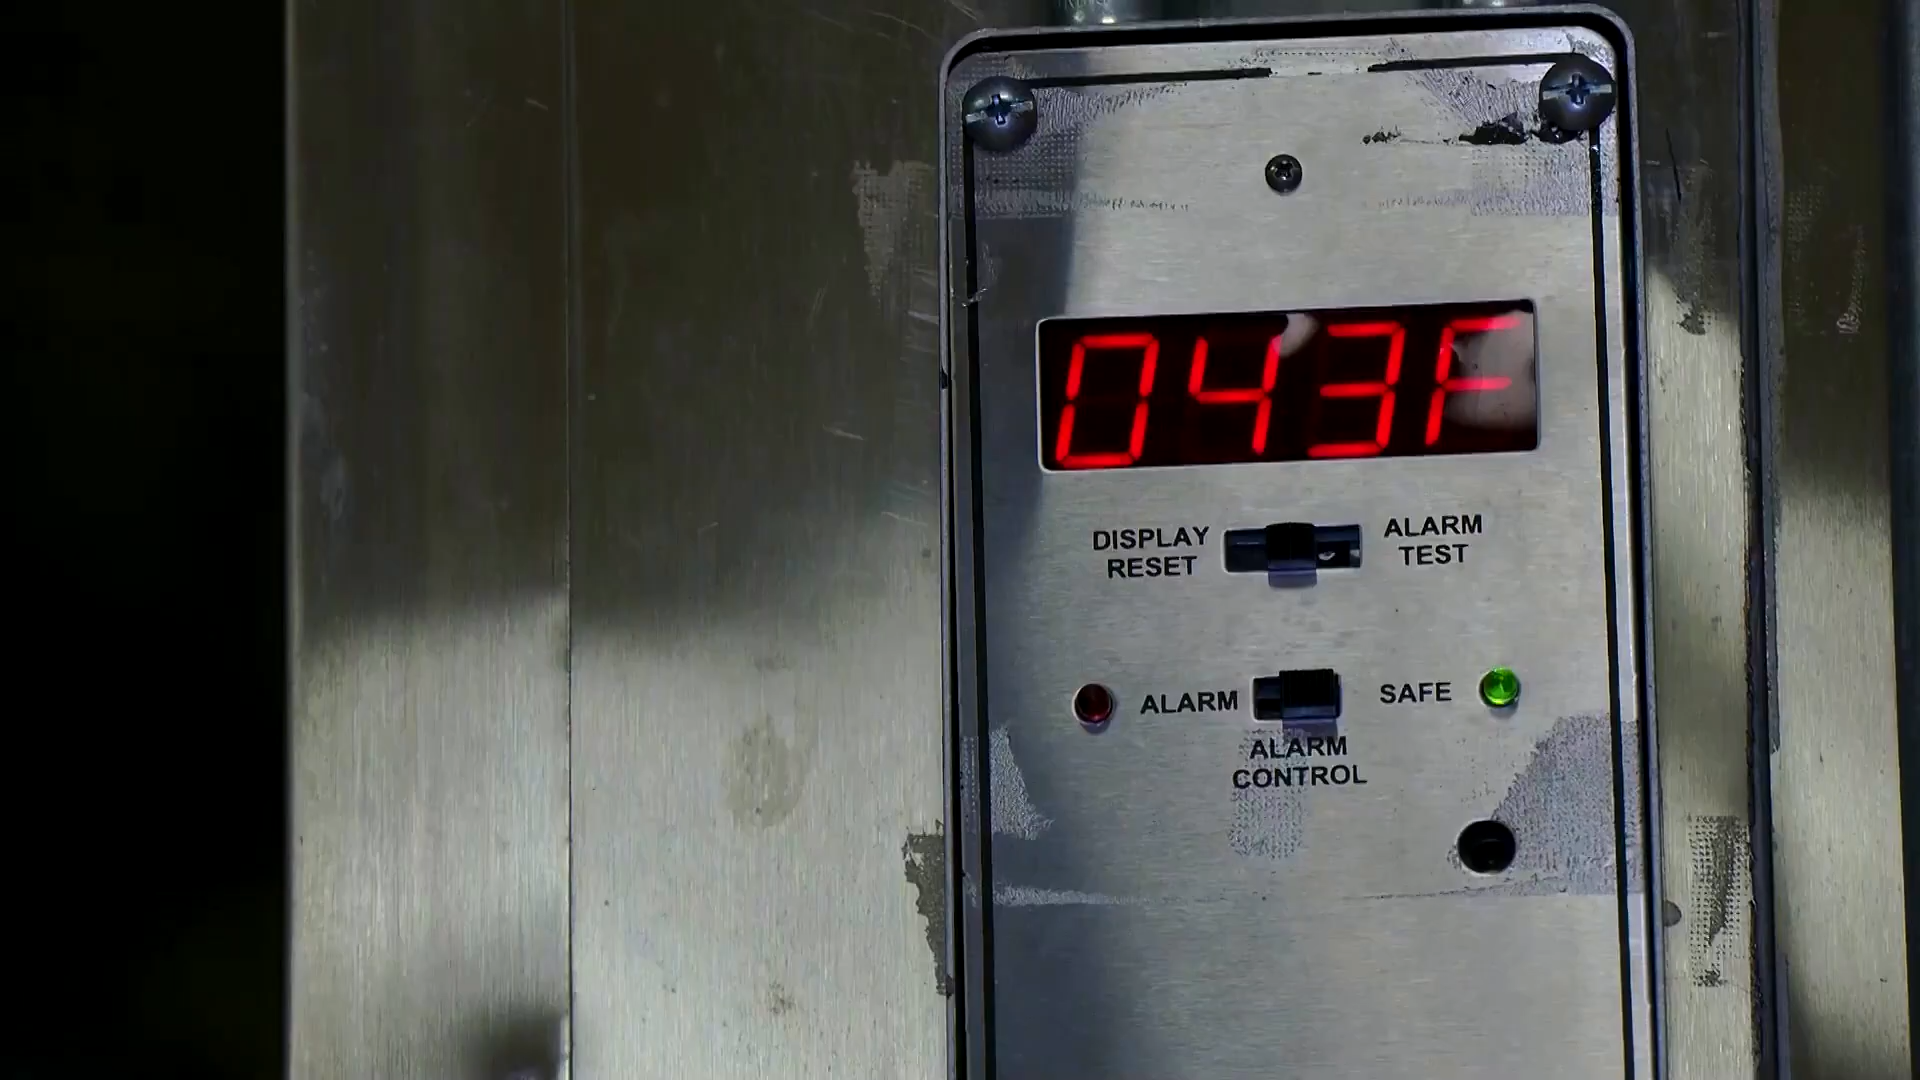 043F
DISPLAY
RESET
ALARM
TEST
ALARM
SAFE
ALARM
CONTROL